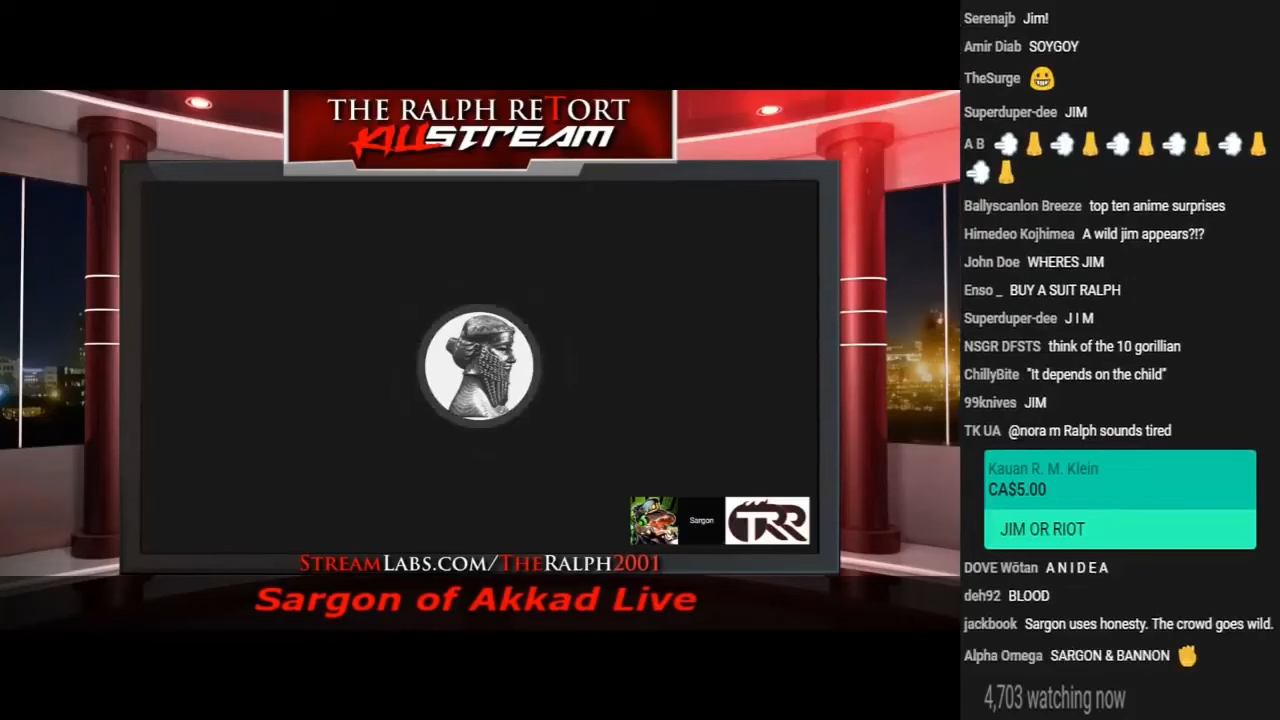 THE RALPH RETORT
KILLSTREAM
Sargon
TRR
STREAMLABS.COM/THERALPH2001
Sargon of Akkad Live
Serenajb Jim!
Amir Diab SOYGOY
TheSurge
Superduper-dee JIM
A B
Ballyscanlon Breeze top ten anime surprises
Himedeo Kojhimea A wild jim appears?!?
John Doe WHERES JIM
Enso _ BUY A SUIT RALPH
Superduper-dee J I M
NSGR DFSTS think of the 10 gorillian
ChillyBite "It depends on the child"
99knives JIM
TK UA @nora m Ralph sounds tired
Kauan R. M. Klein
CA$5.00
JIM OR RIOT
DOVE Wōtan A N I D E A
deh92 BLOOD
jackbook Sargon uses honesty. The crowd goes wild.
Alpha Omega SARGON & BANNON
4,703 watching now